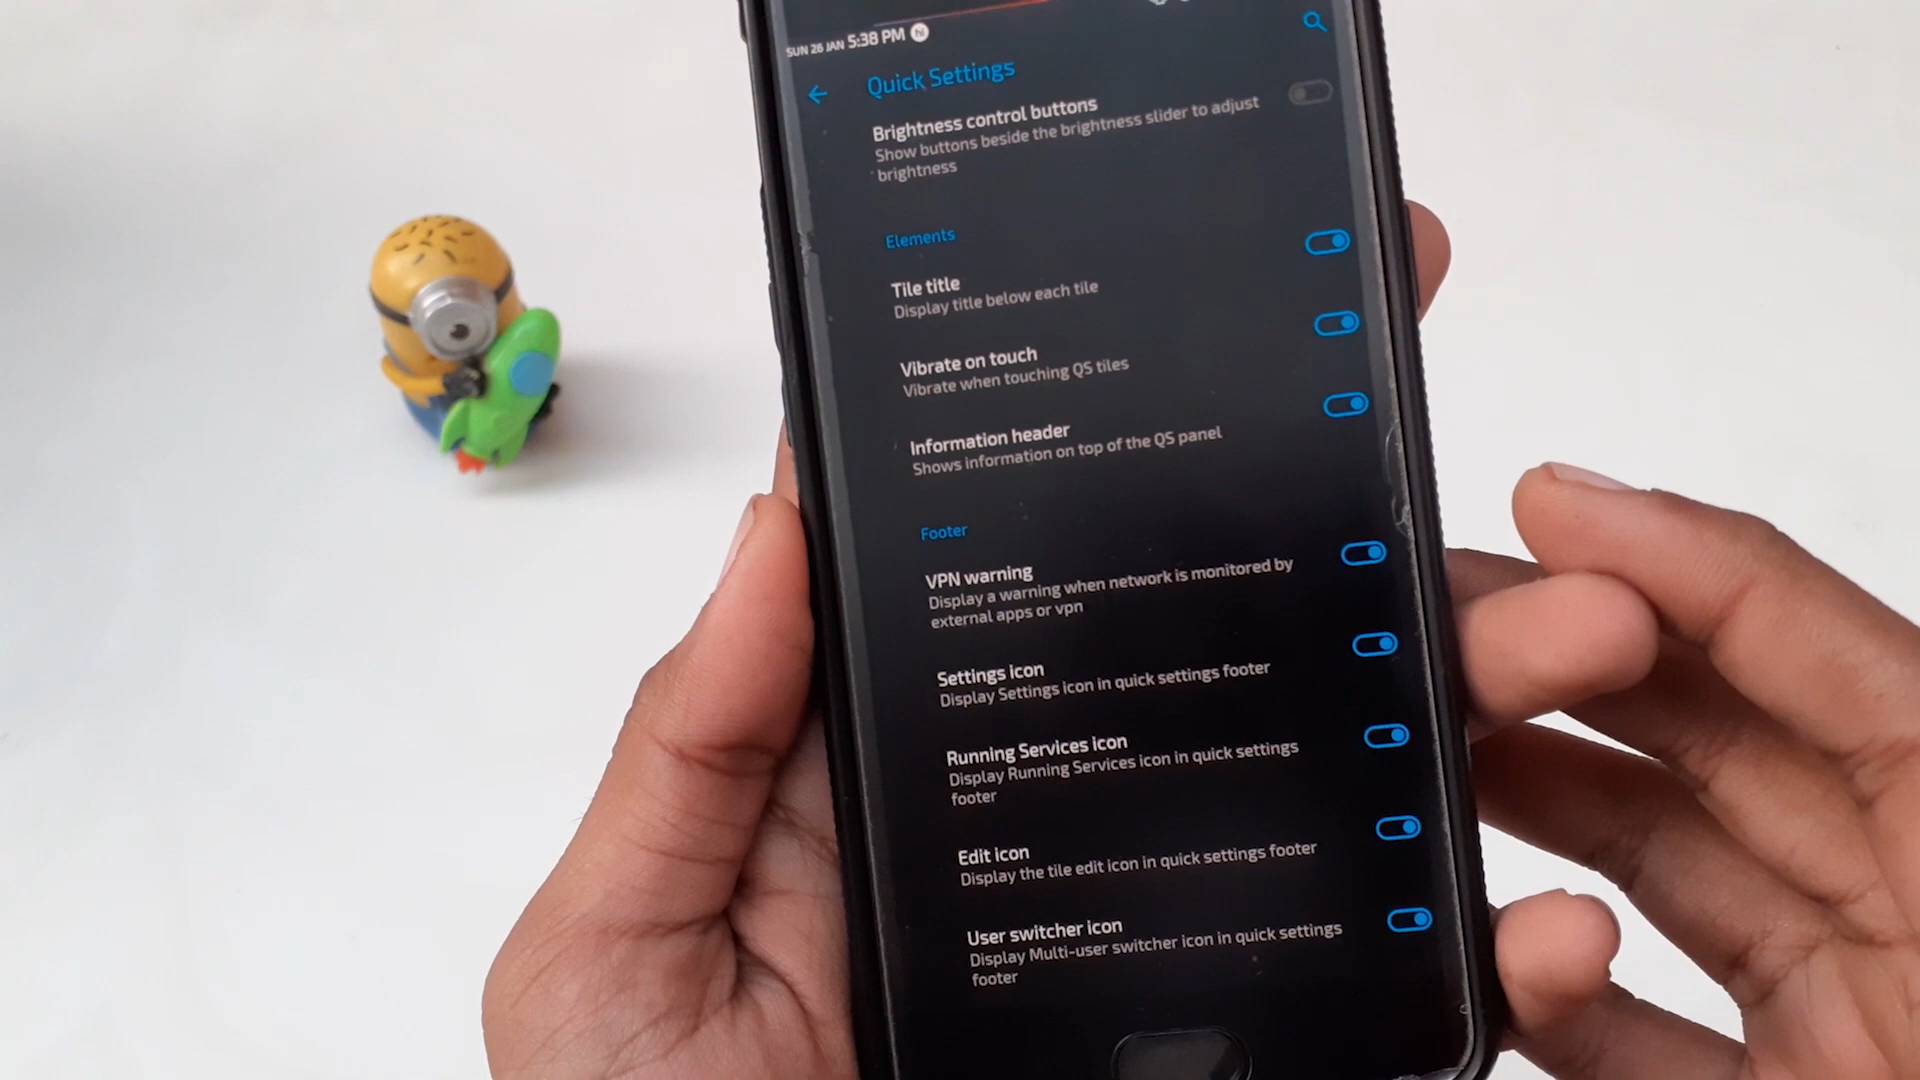 SUN 26 JAN 5:38 PM hi
Quick Settings
Brightness control buttons
Show buttons beside the brightness slider to adjust
brightness
Elements
Tile title
Display title below each tile
Vibrate on touch
Vibrate when touching QS tiles
Information header
Shows information on top of the QS panel
Footer
VPN warning
Display a warning when network is monitored by
external apps or vpn
Settings icon
Display Settings icon in quick settings footer
Running Services icon
Display Running Services icon in quick settings
footer
Edit icon
Display the tile edit icon in quick settings footer
User switcher icon
Display Multi-user switcher icon in quick settings
footer